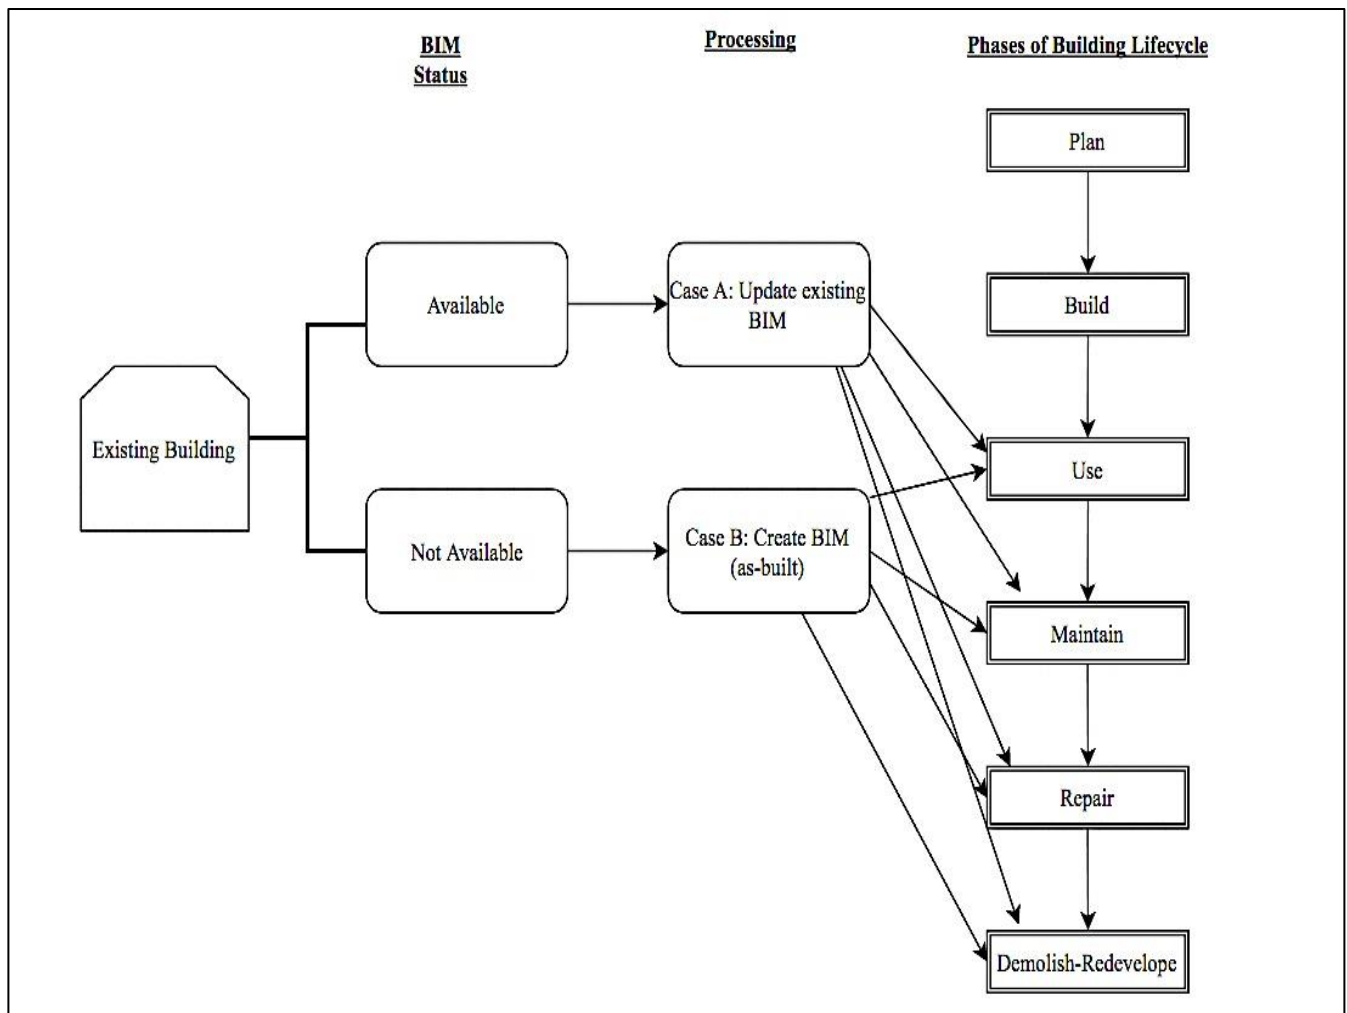 BIM
Status
Processing
Phases of Building Lifecycle
Plan
Available
Case A: Update existing
BIM
Build
Existing Building
Use
Not Available
Case B: Create BIM
(as-built)
Maintain
Repair
Demolish-Redevelope